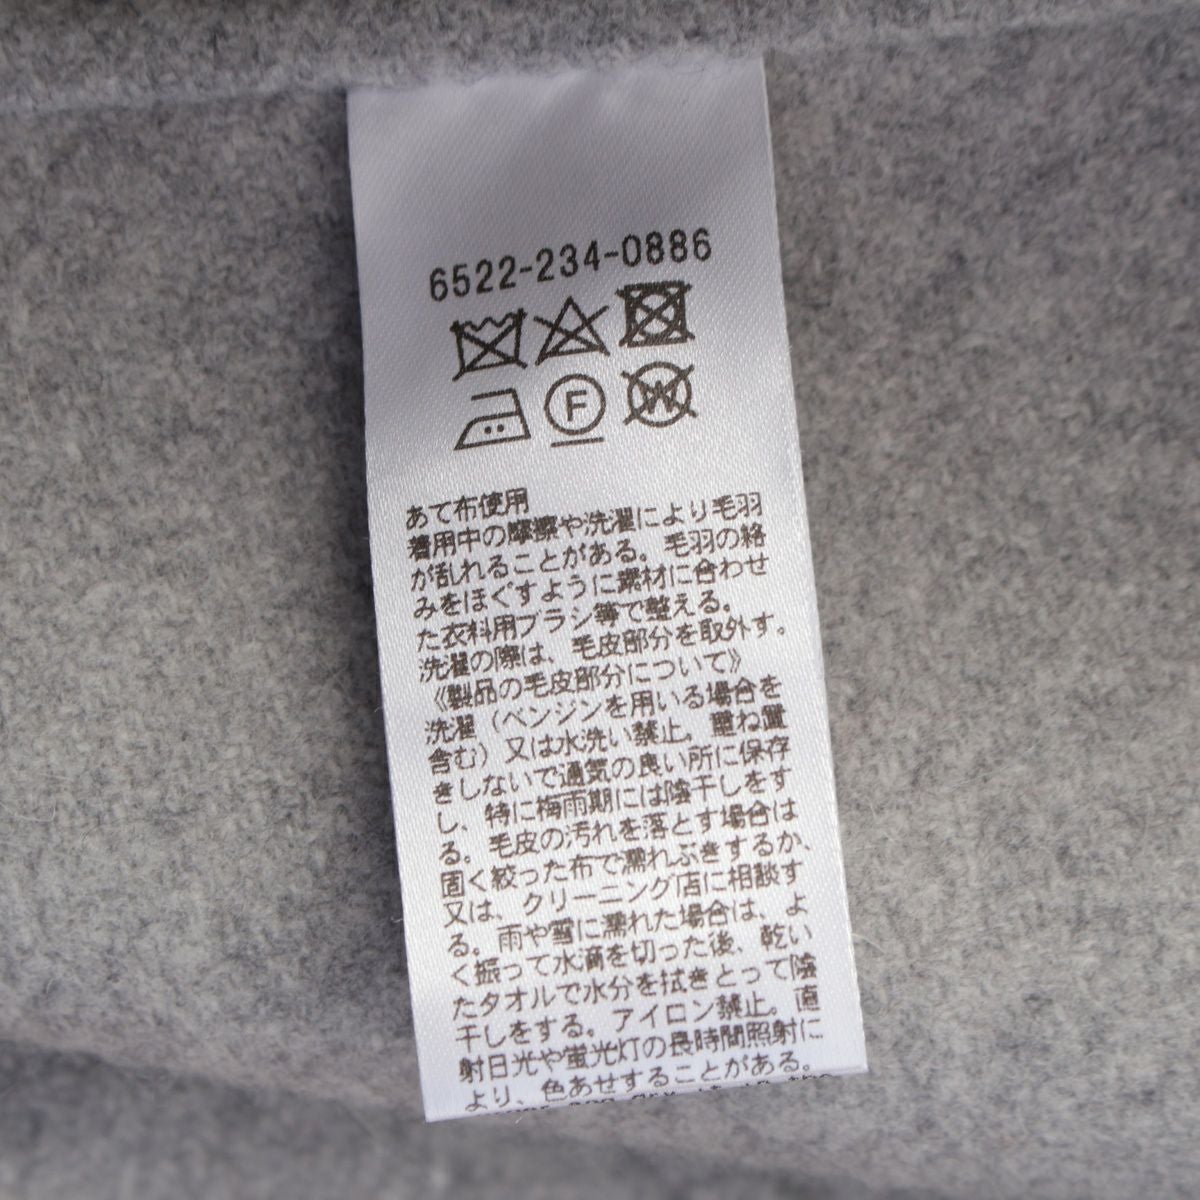 6522-234-0886
F
W
あて布使用
着用中の摩擦や洗濯により毛羽
が乱れることがある。毛羽の絡
みをほぐすように素材に合わせ
た衣料用ブラシ等で整える。
洗濯の際は、毛皮部分を取外す。
《製品の毛皮部分について》
洗濯（ベンジンを用いる場合を
含む）又は水洗い禁止。重ね置
きしないで通気の良い所に保存
し、特に梅雨期には陰干しをす
る。毛皮の汚れを落とす場合は
固く絞った布で濡れぶきするか、
又は、クリーニング店に相談す
る。雨や雪に濡れた場合は、よ
く振って水滴を切った後、乾い
たタオルで水分を拭きとって陰
干しをする。アイロン禁止。直
射日光や蛍光灯の長時間照射に
より、色あせすることがある。